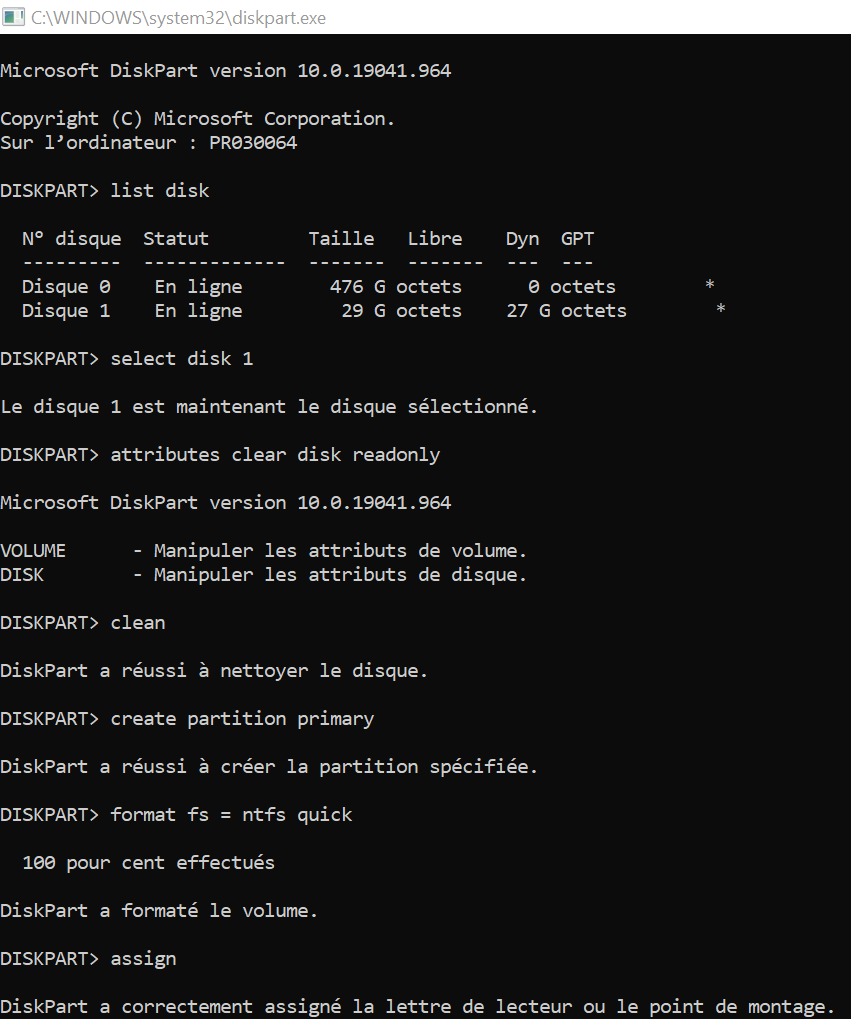 C:\WINDOWS\system32\diskpart.exe
Microsoft DiskPart version 10.0.19041.964
Copyright (C) Microsoft Corporation.
Sur l’ordinateur : PR030064
DISKPART> list disk
N° disque  Statut         Taille   Libre    Dyn  GPT
---------  -------------  -------  -------  ---  ---
Disque 0    En ligne        476 G octets      0 octets        *
Disque 1    En ligne         29 G octets    27 G octets        *
DISKPART> select disk 1
Le disque 1 est maintenant le disque sélectionné.
DISKPART> attributes clear disk readonly
Microsoft DiskPart version 10.0.19041.964
VOLUME      - Manipuler les attributs de volume.
DISK        - Manipuler les attributs de disque.
DISKPART> clean
DiskPart a réussi à nettoyer le disque.
DISKPART> create partition primary
DiskPart a réussi à créer la partition spécifiée.
DISKPART> format fs = ntfs quick
100 pour cent effectués
DiskPart a formaté le volume.
DISKPART> assign
DiskPart a correctement assigné la lettre de lecteur ou le point de montage.